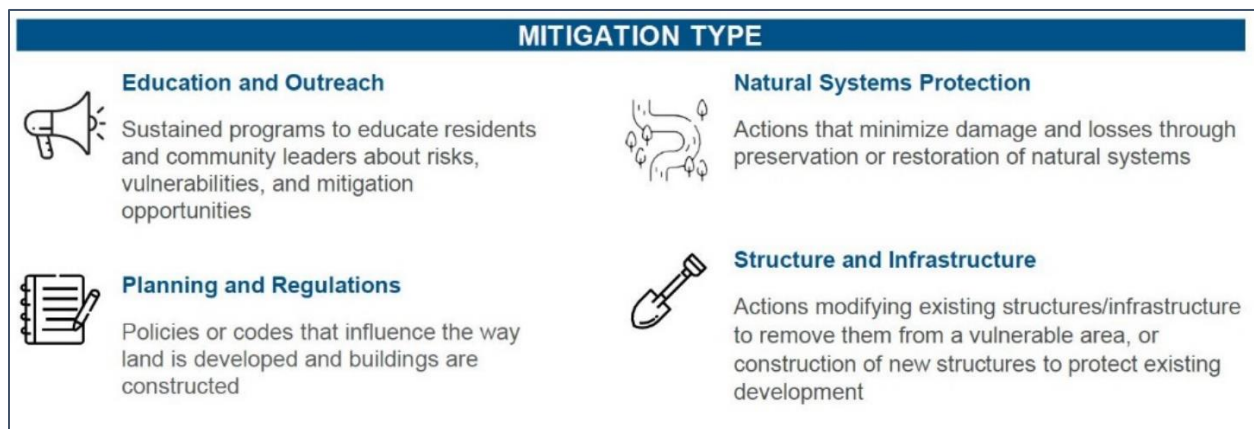 MITIGATION TYPE
Education and Outreach
Sustained programs to educate residents
and community leaders about risks,
vulnerabilities, and mitigation
opportunities
Planning and Regulations
Policies or codes that influence the way
land is developed and buildings are
constructed
Natural Systems Protection
Actions that minimize damage and losses through
preservation or restoration of natural systems
Structure and Infrastructure
Actions modifying existing structures/infrastructure
to remove them from a vulnerable area, or
construction of new structures to protect existing
development